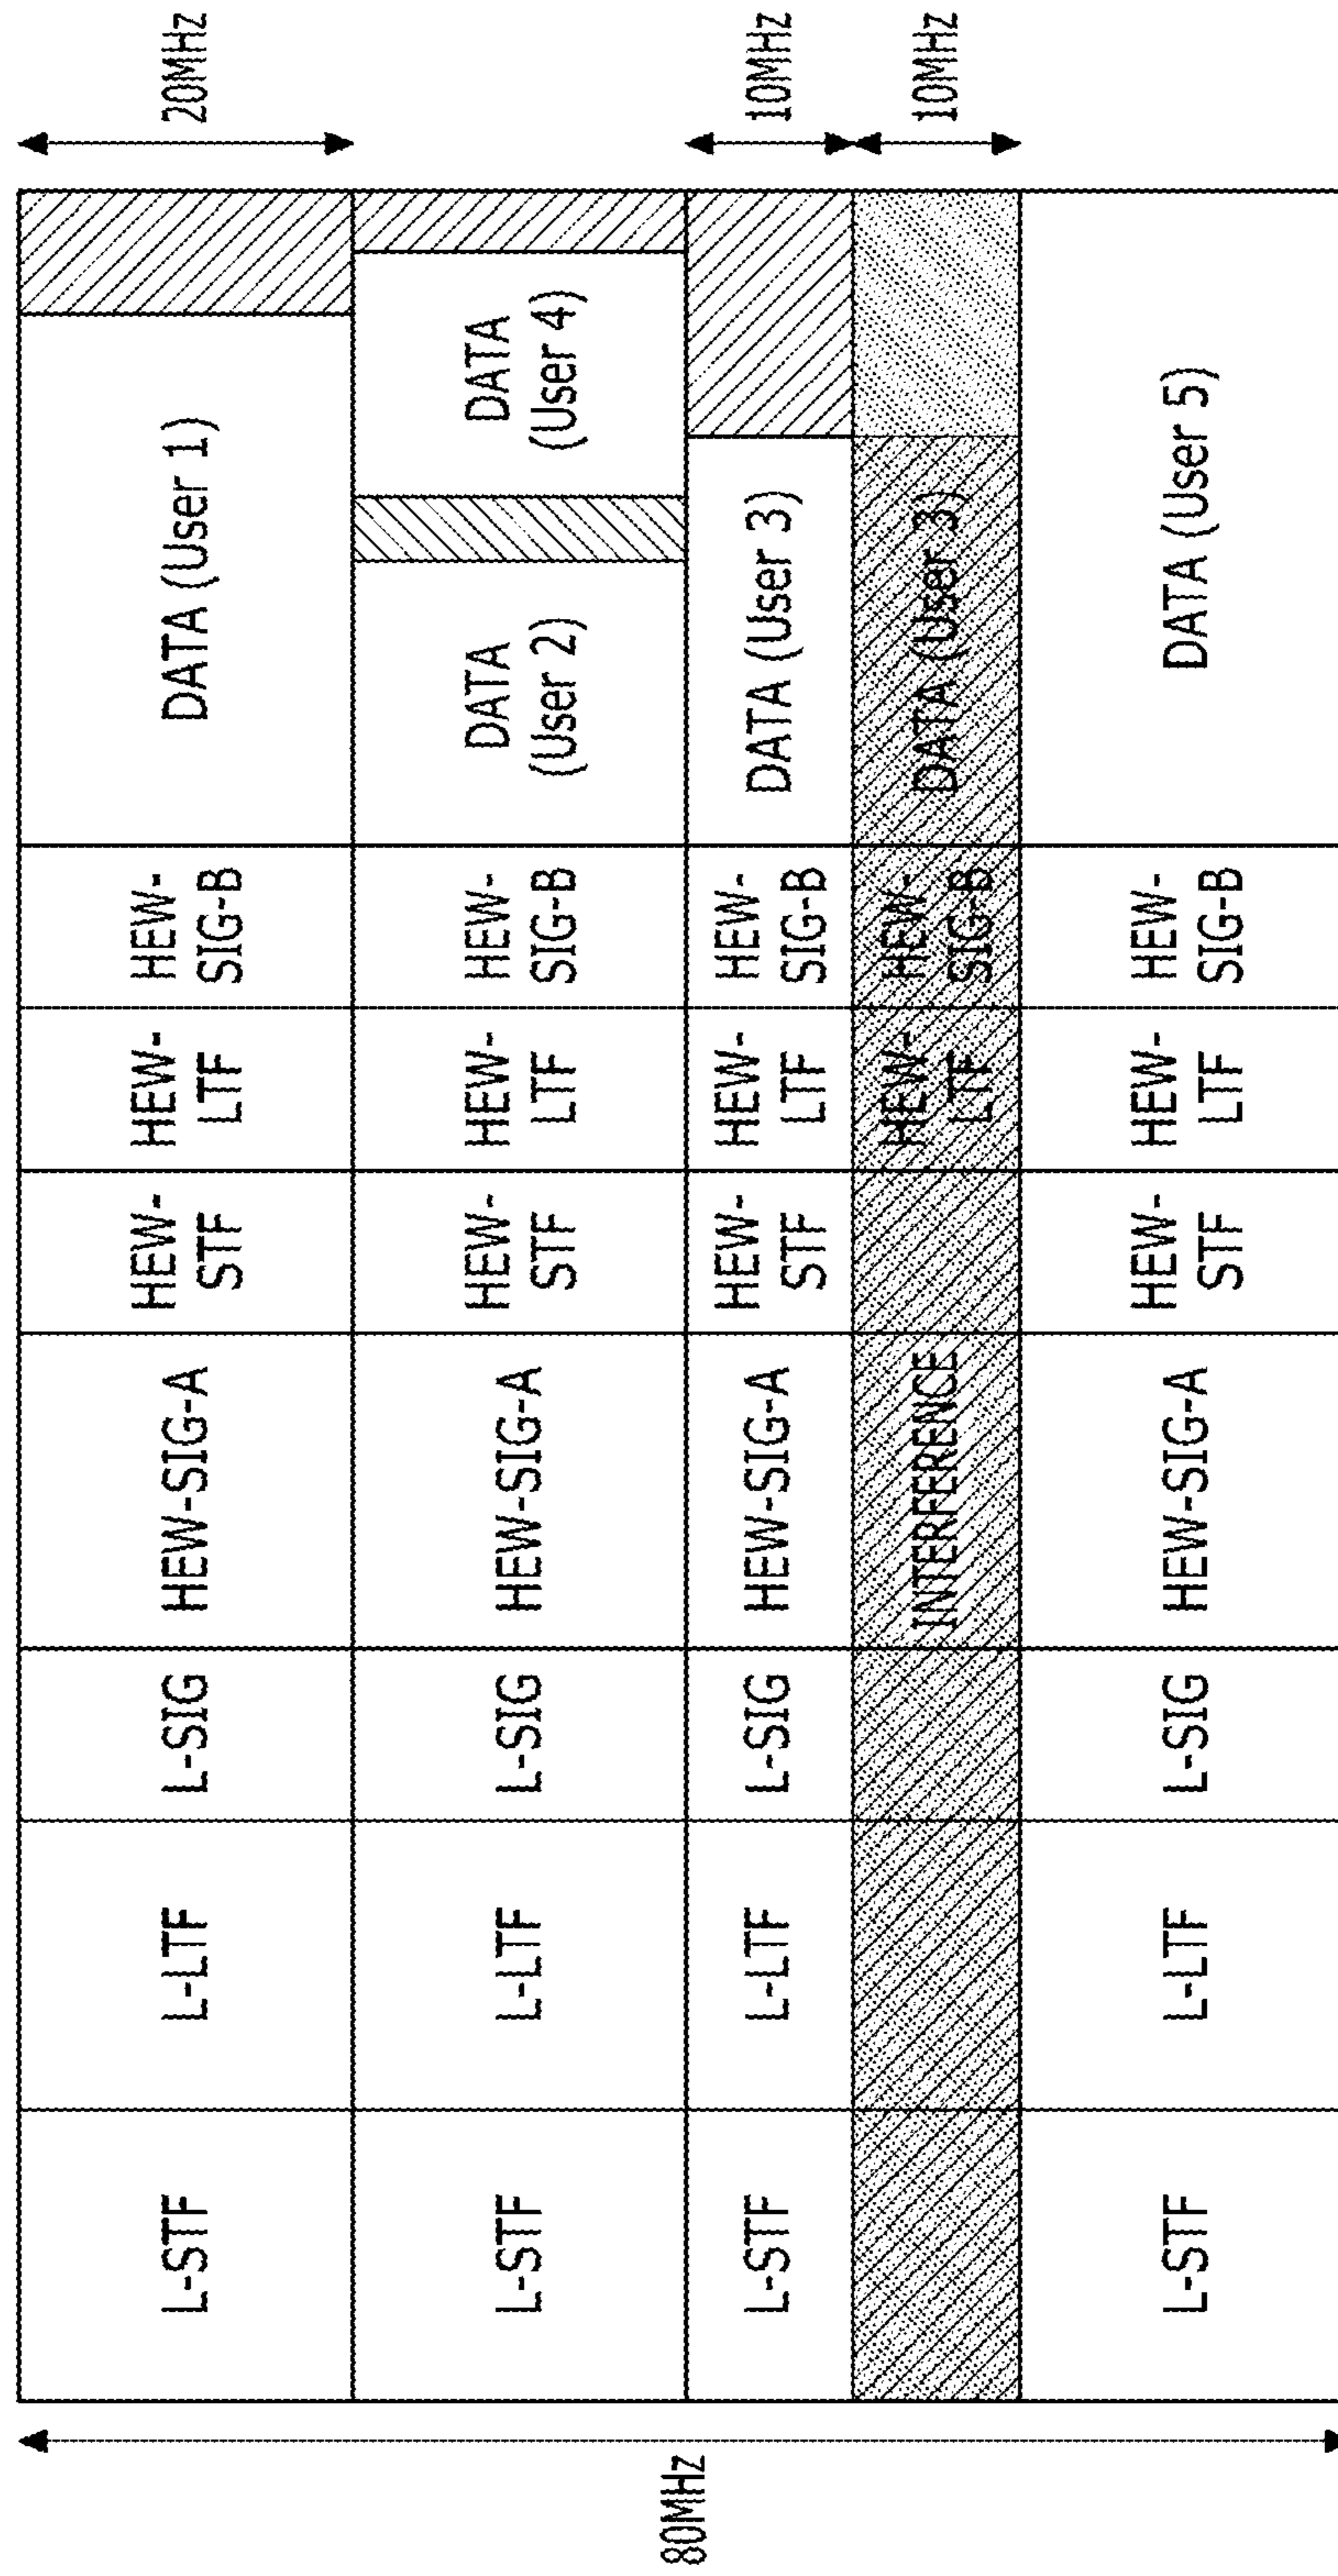 80MHz
L-STF
L-LTF
L-SIG
HEW-SIG-A
HEW-
STF
HEW-
LTF
HEW-
SIG-B
DATA (User 1)
20MHz
L-STF
L-LTF
L-SIG
HEW-SIG-A
HEW-
STF
HEW-
LTF
HEW-
SIG-B
DATA
(User 2)
DATA
(User 4)
L-STF
L-LTF
L-SIG
HEW-SIG-A
HEW-
STF
HEW-
LTF
HEW-
SIG-B
DATA (User 3)
10MHz
INTERFERENCE
HEW-
LTF
HEW-
SIG-B
DATA (User 3)
10MHz
L-STF
L-LTF
L-SIG
HEW-SIG-A
HEW-
STF
HEW-
LTF
HEW-
SIG-B
DATA (User 5)